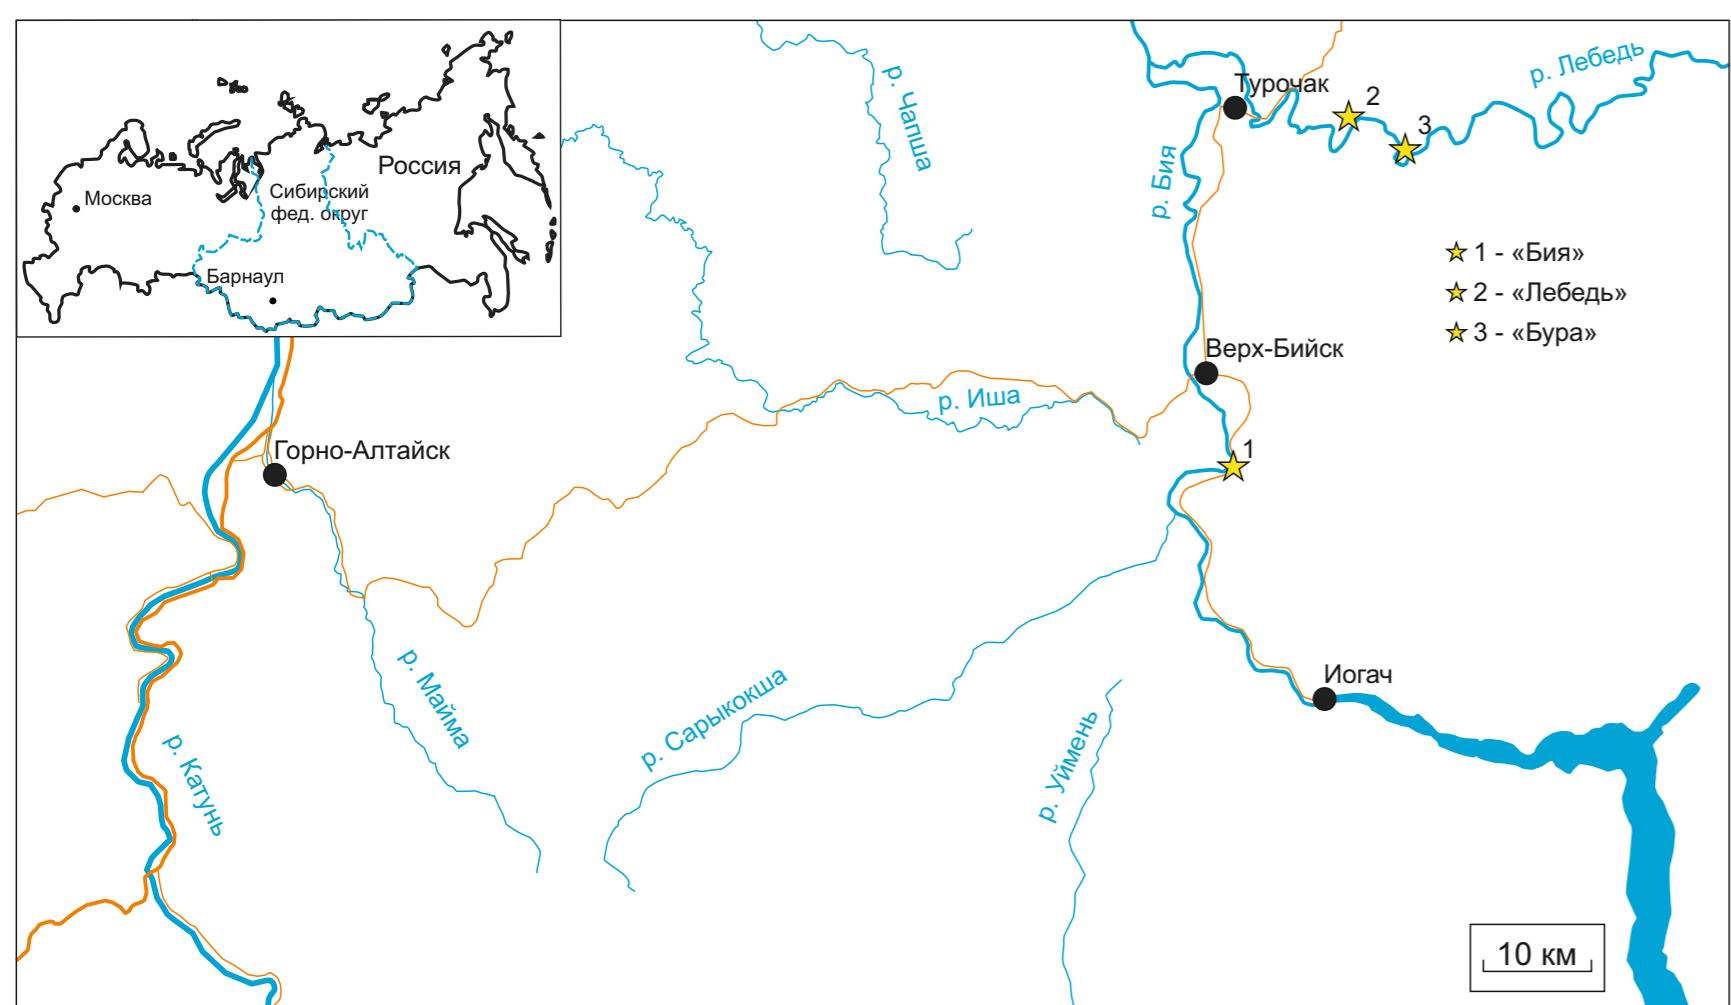 Россия
Москва
Сибирский
фед. округ
Барнаул
р. Чапша
Турочак
2
3
р. Лебедь
р. Бия
1 - «Бия»
2 - «Лебедь»
3 - «Бура»
Верх-Бийск
р. Иша
Горно-Алтайск
1
р. Майма
р. Катунь
р. Сарыкокша
р. Уймень
Иогач
10 км